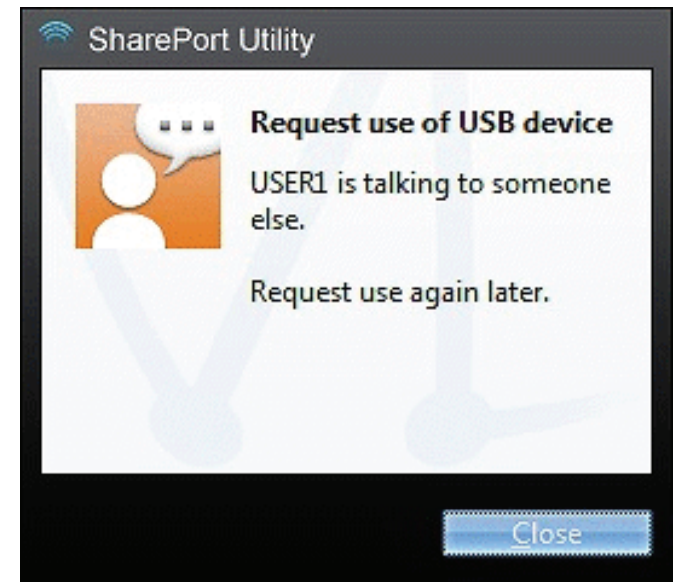 SharePort Utility
Request use of USB device
USER1 is talking to someone
else.
Request use again later.
Close